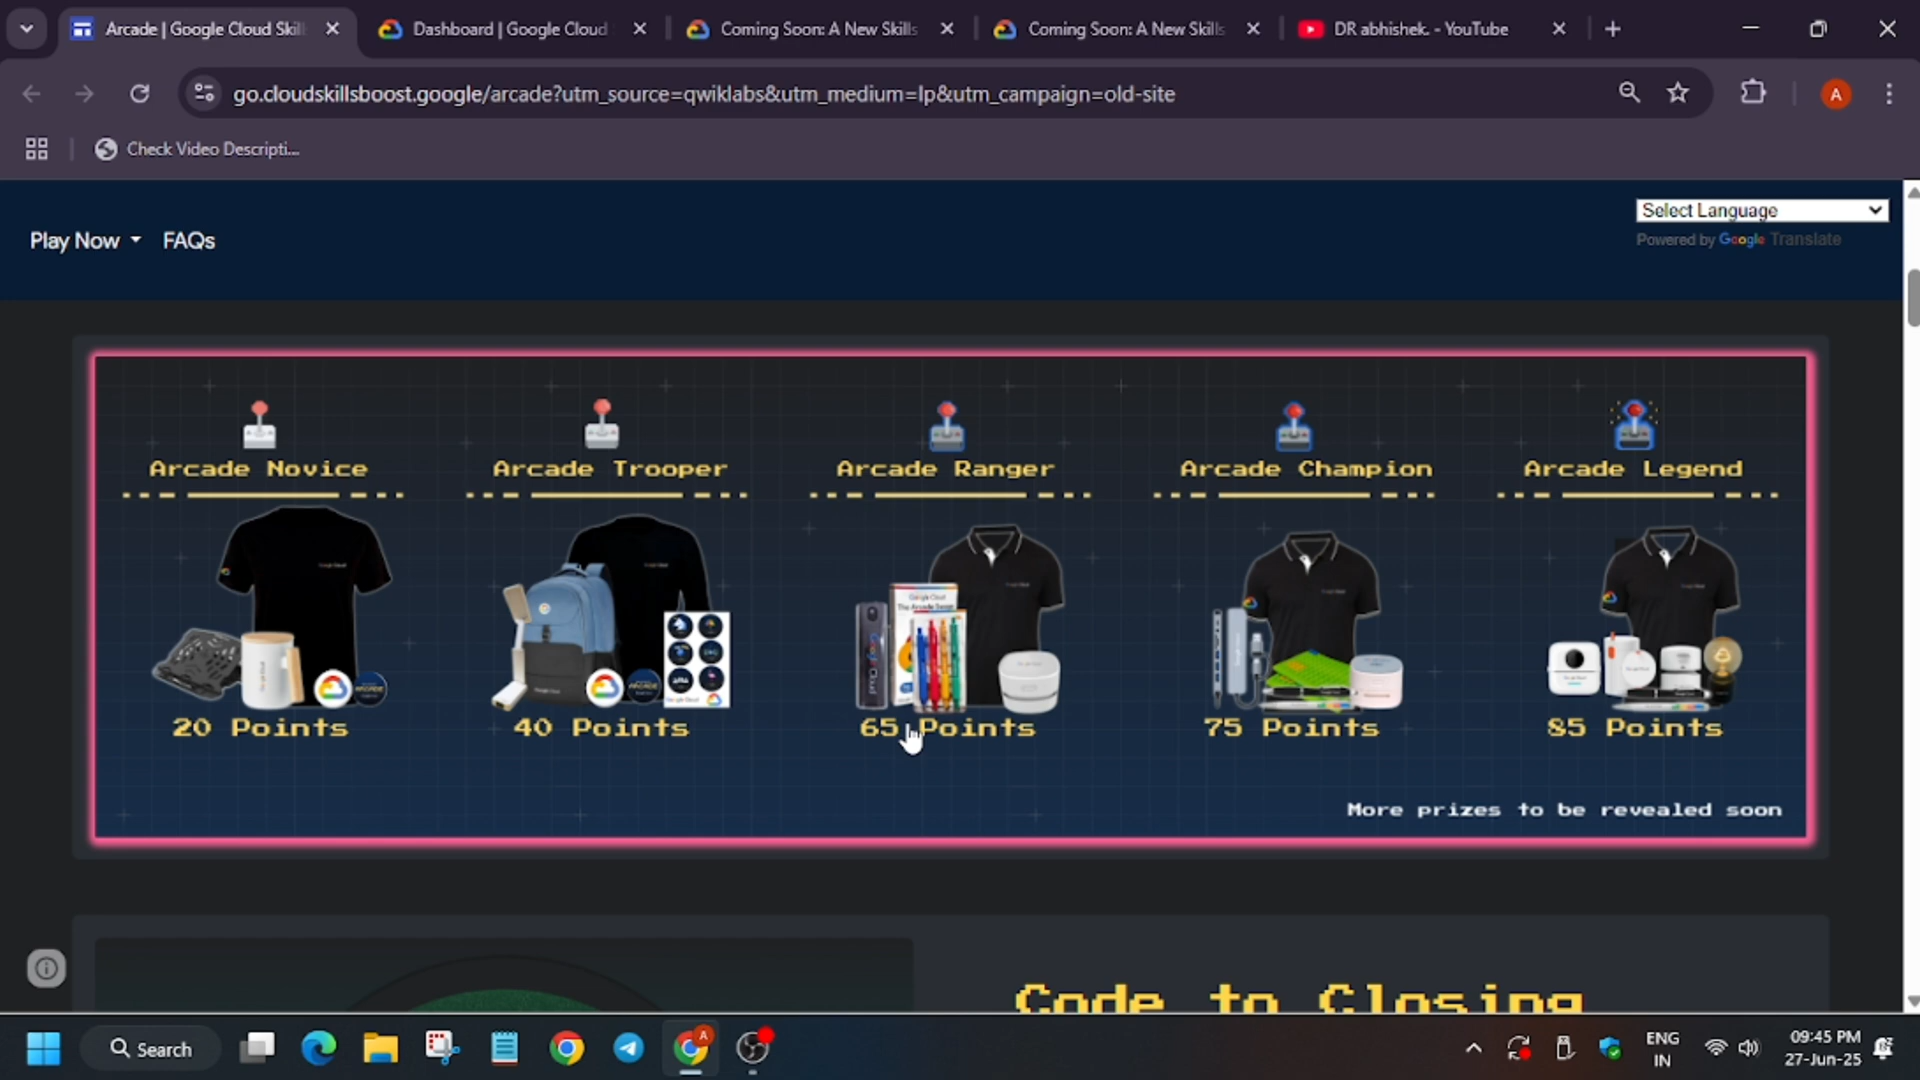 Arcade | Google Cloud Skil
Dashboard | Google Cloud
Coming Soon: A New Skills
Coming Soon: A New Skills
DR abhishek. - YouTube
go.cloudskillsboost.google/arcade?utm_source=qwiklabs&utm_medium=lp&utm_campaign=old-site
A
Check Video Descripti...
Select Language
Play Now
FAQs
Powered by Google Translate
Arcade Novice
Arcade Trooper
Arcade Ranger
Arcade Champion
Arcade Legend
20 Points
40 Points
65 Points
75 Points
85 Points
More prizes to be revealed soon
Code to Closing
Search
A
ENG
IN
09:45 PM
27-Jun-25